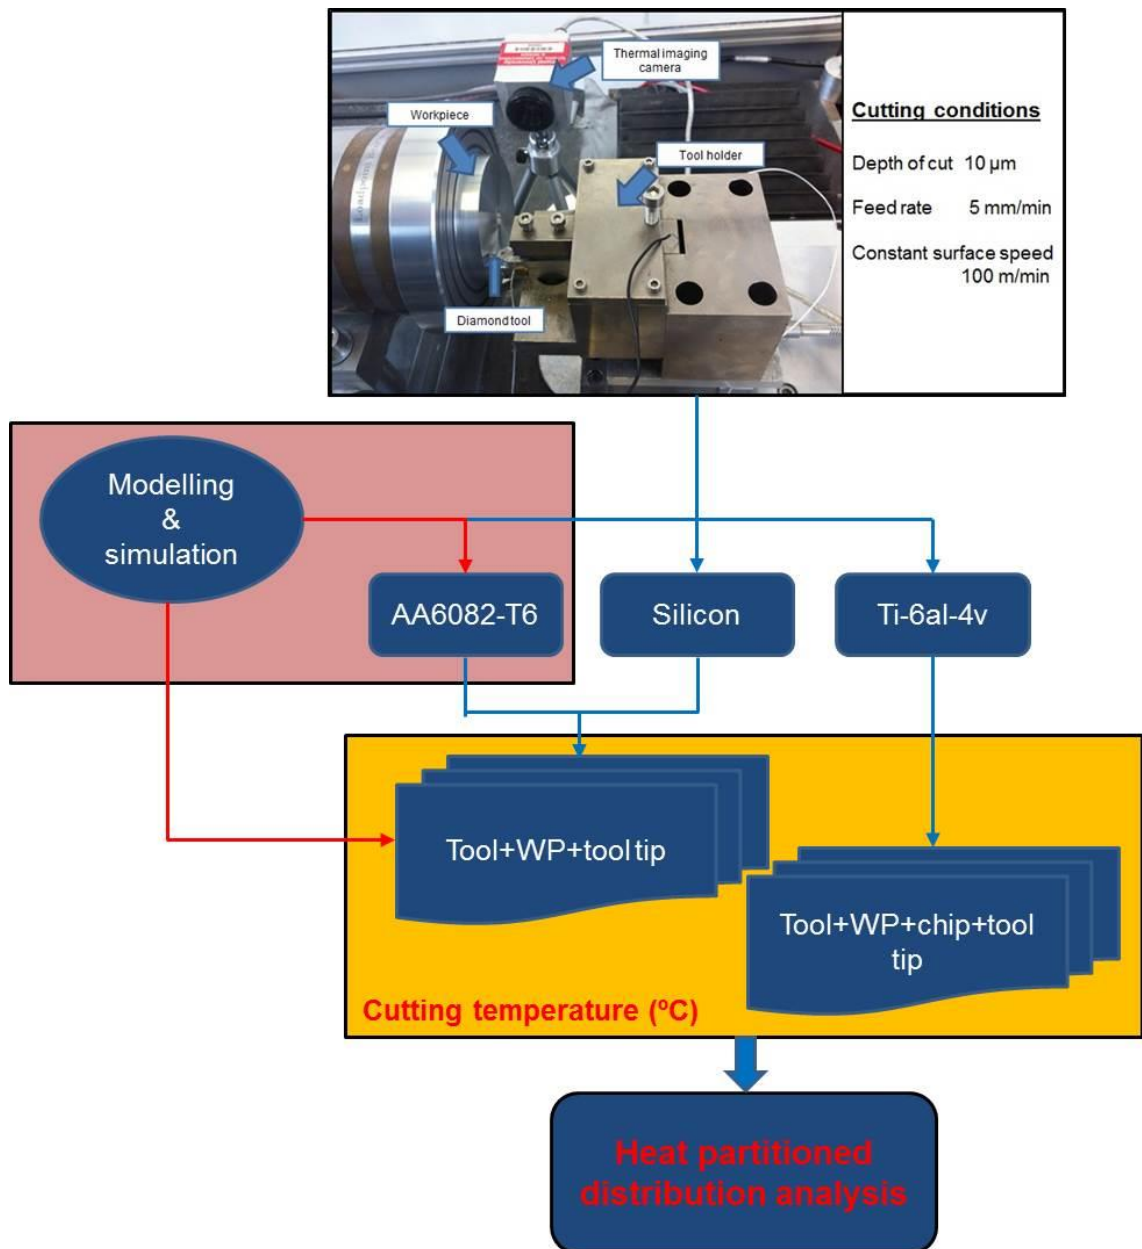 Thermal imaging
camera
Workpiece
Tool holder
Diamond tool
Cutting conditions
Depth of cut 10 µm
Feed rate 5 mm/min
Constant surface speed
100 m/min
Modelling
&
simulation
AA6082-T6
Silicon
Ti-6al-4v
Tool+WP+tool tip
Tool+WP+chip+tool
tip
Cutting temperature (ºC)
Heat partitioned
distribution analysis